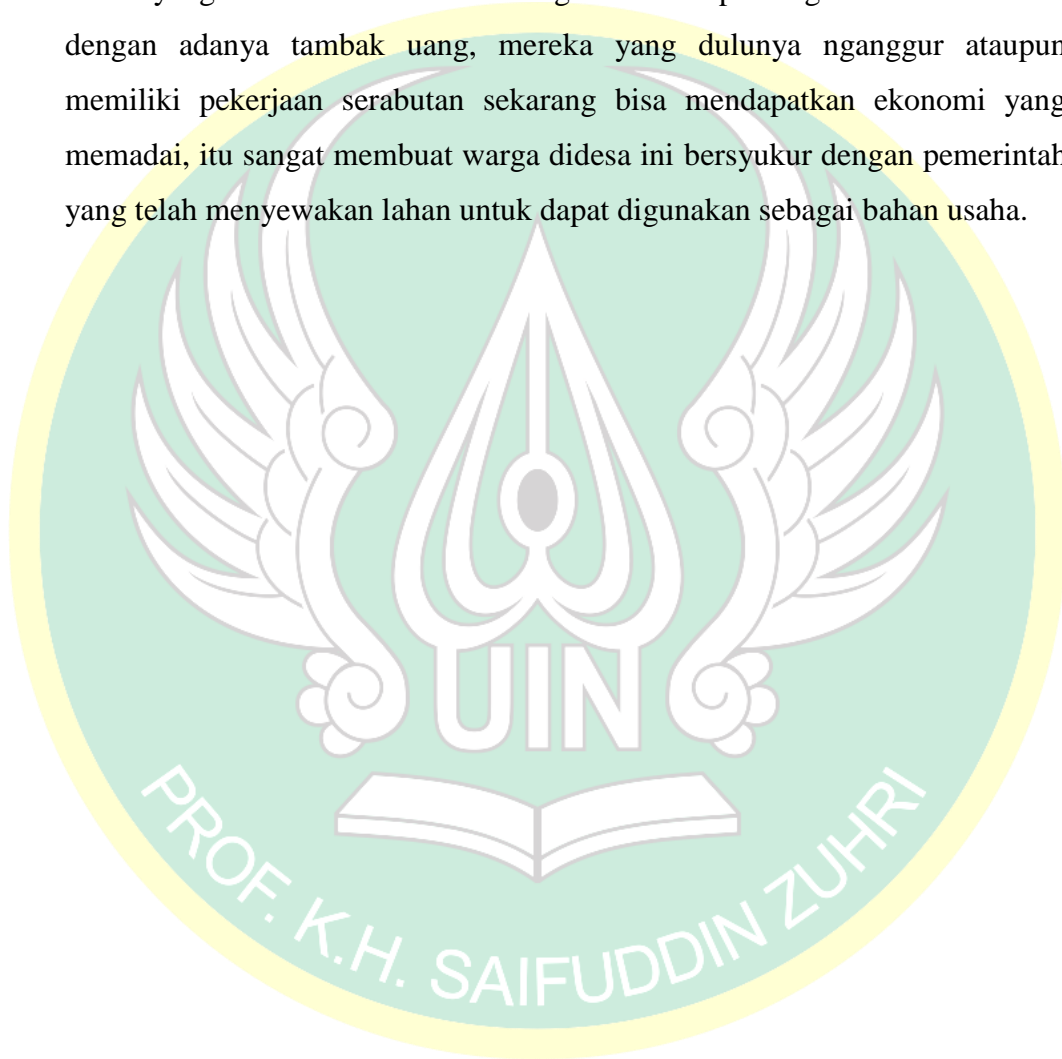 dengan adanya tambak uang, mereka yang dulunya nganggur ataupun
memiliki pekerjaan serabutan sekarang bisa mendapatkan ekonomi yang
memadai, itu sangat membuat warga didesa ini bersyukur dengan pemerintah
yang telah menyewakan lahan untuk dapat digunakan sebagai bahan usaha.
UIN
PROF. K.H. SAIFUDDIN ZUHRI